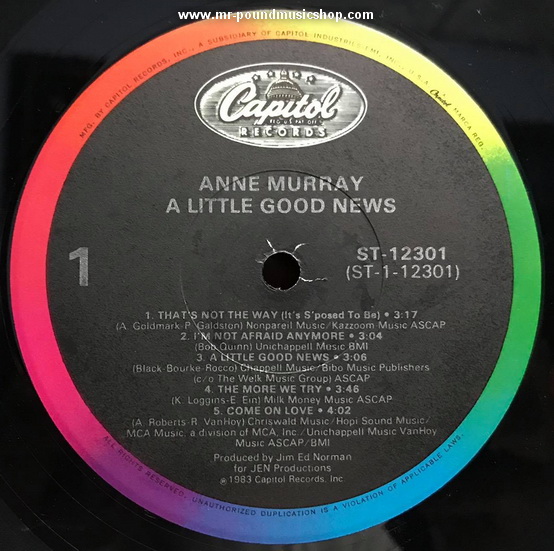 www.mr-poundmusicshop.com
MFG. BY CAPITOL RECORDS, INC., A SUBSIDIARY OF CAPITOL INDUSTRIES-EMI, INC., U.S.A.
Capitol MARCA REG.
Capitol
RECORDS
ANNE MURRAY
A LITTLE GOOD NEWS
1
ST-12301
(ST-1-12301)
1. THAT'S NOT THE WAY (It's S'posed To Be) • 3:17
(A. Goldmark-P. Galdston) Nonpareil Music/Kazzoom Music ASCAP
2. I'M NOT AFRAID ANYMORE • 3:04
(Bob Quinn) Unichappell Music BMI
3. A LITTLE GOOD NEWS • 3:06
(Black-Bourke-Rocco) Chappell Music/Bibo Music Publishers
(c/o The Welk Music Group) ASCAP
4. THE MORE WE TRY • 3:46
(K. Loggins-E. Ein) Milk Money Music ASCAP
5. COME ON LOVE • 4:02
(A. Roberts-R. VanHoy) Chriswald Music/Hopi Sound Music/
MCA Music, a division of MCA, Inc./Unichappell Music VanHoy
Music ASCAP/BMI
Produced by Jim Ed Norman
for JEN Productions
℗ 1983 Capitol Records, Inc.
ALL RIGHTS RESERVED. UNAUTHORIZED DUPLICATION IS A VIOLATION OF APPLICABLE LAWS.